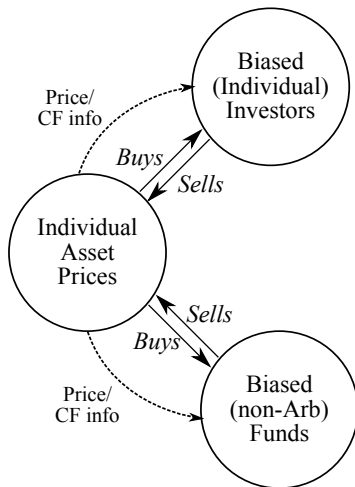 Biased
(Individual)
Investors
Price/
CF info
Buys
Sells
Individual
Asset
Prices
Sells
Buys
Price/
CF info
Biased
(non-Arb)
Funds